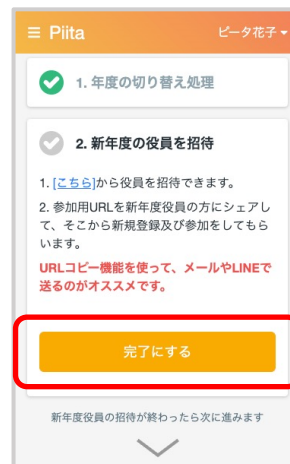 ≡ Piita
ピータ花子▼
1. 年度の切り替え処理
2. 新年度の役員を招待
1. [こちら]から役員を招待できます。
2. 参加用URLを新年度役員の方にシェアし
て、そこから新規登録及び参加をしてもら
います。
URLコピー機能を使って、メールやLINEで
送るのがオススメです。
完了にする
新年度役員の招待が終わったら次に進みます